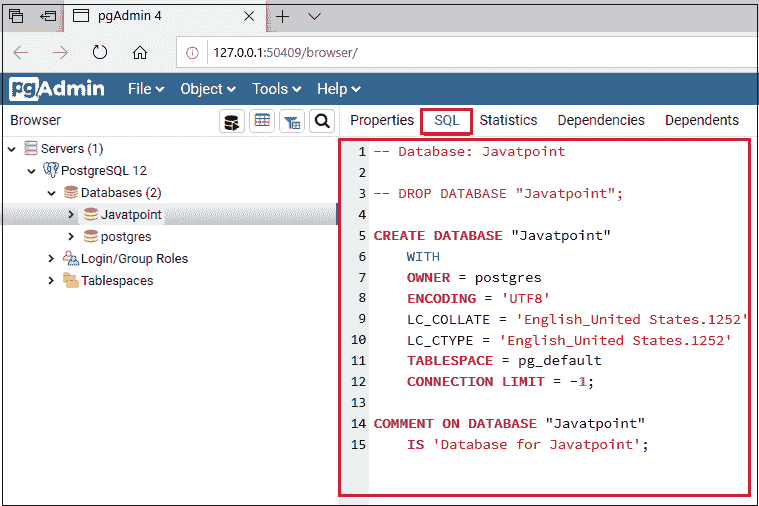 pgAdmin 4
127.0.0.1:50409/browser/
pgAdmin File Object Tools Help
Browser
Properties SQL Statistics Dependencies Dependents
Servers (1)
PostgreSQL 12
Databases (2)
Javatpoint
postgres
Login/Group Roles
Tablespaces
1 -- Database: Javatpoint
2
3 -- DROP DATABASE "Javatpoint";
4
5 CREATE DATABASE "Javatpoint"
6 WITH
7 OWNER = postgres
8 ENCODING = 'UTF8'
9 LC_COLLATE = 'English_United States.1252'
10 LC_CTYPE = 'English_United States.1252'
11 TABLESPACE = pg_default
12 CONNECTION LIMIT = -1;
13
14 COMMENT ON DATABASE "Javatpoint"
15 IS 'Database for Javatpoint';